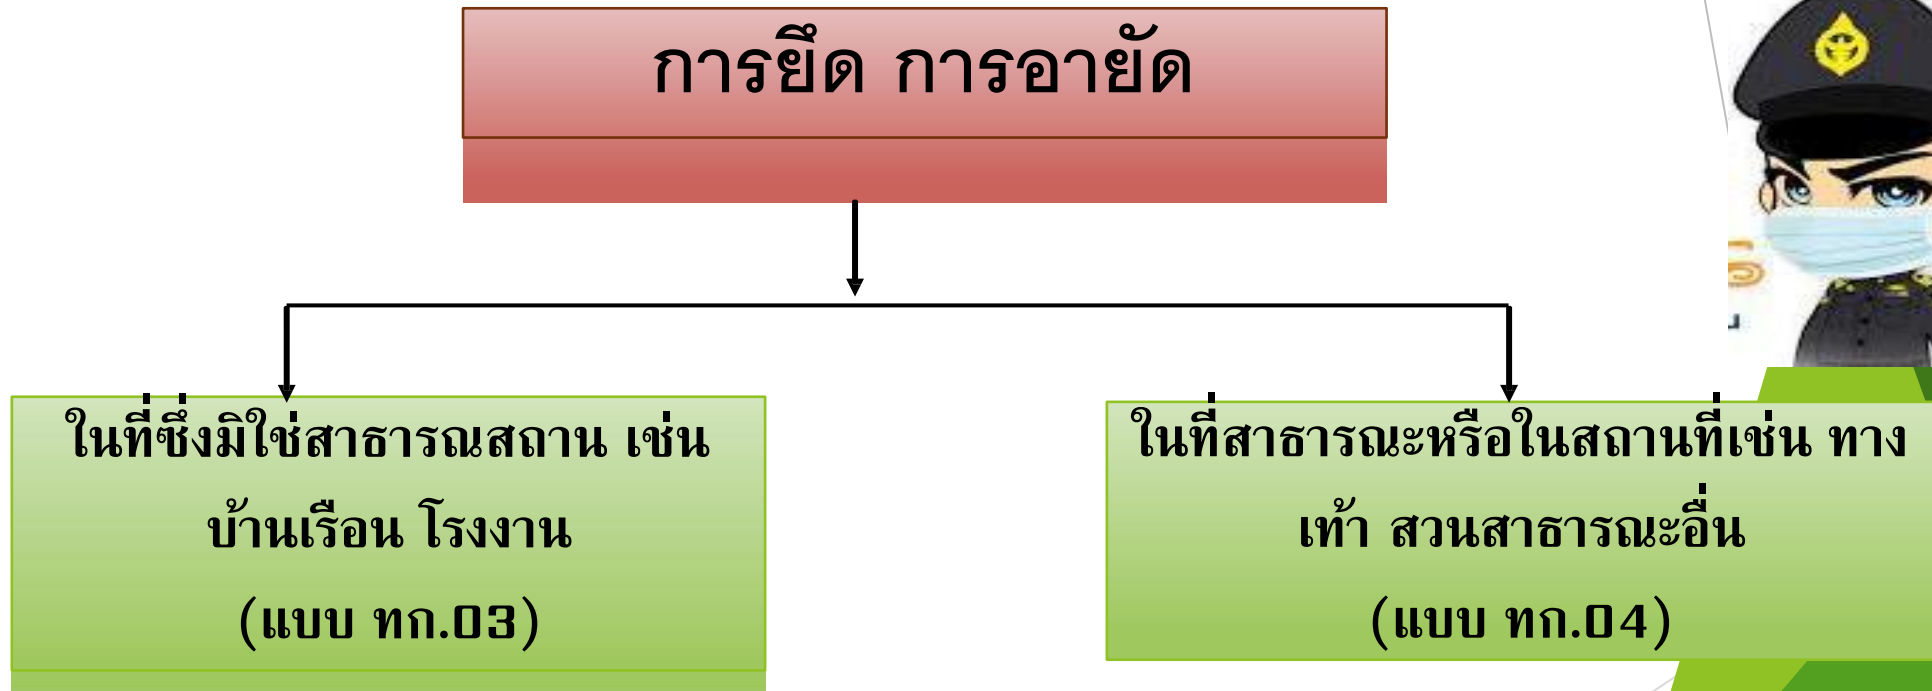 การยึด การอายัด
ในที่ซึ่งมิใช่สาธารณสถาน เช่น
บ้านเรือน โรงงาน
(แบบ ทก.03)
ในที่สาธารณะหรือในสถานที่เช่น ทาง
เท้า สวนสาธารณะอื่น
(แบบ ทก.04)